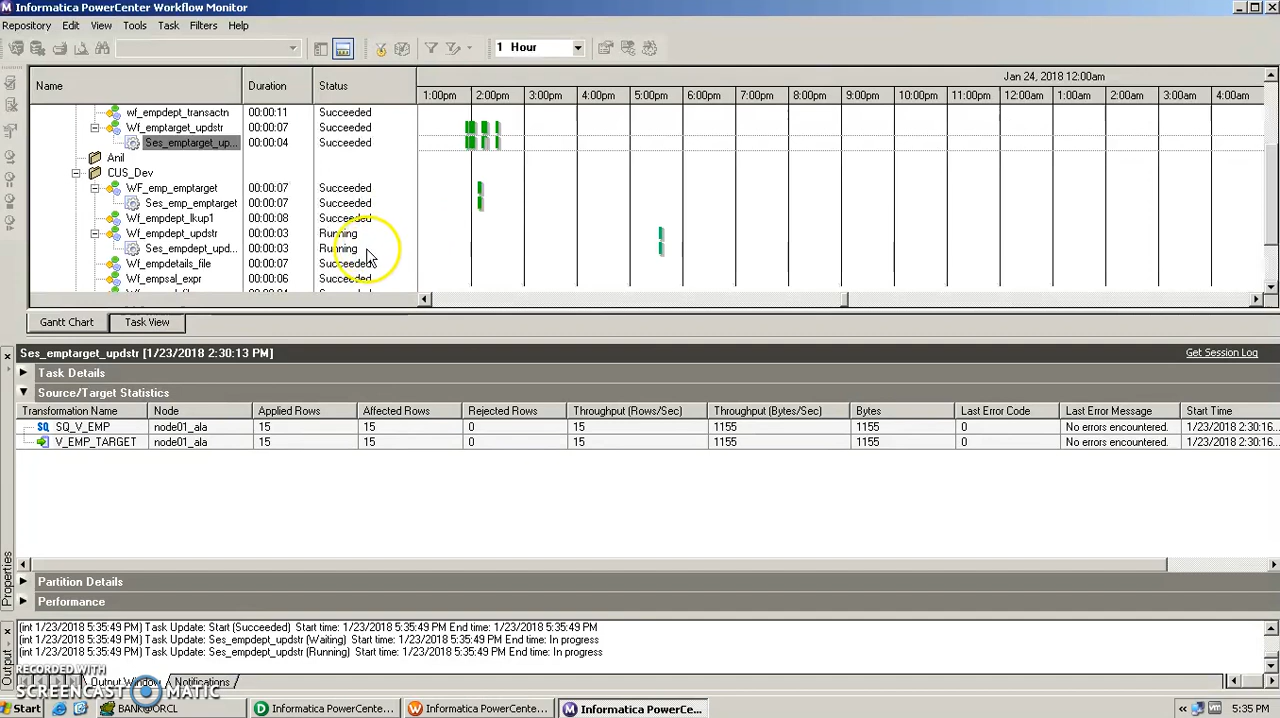 Informatica PowerCenter Workflow Monitor
Repository Edit View Tools Task Filters Help
1 Hour
Name Duration Status Jan 24, 2018 12:00am
1:00pm 2:00pm 3:00pm 4:00pm 5:00pm 6:00pm 7:00pm 8:00pm 9:00pm 10:00pm 11:00pm 12:00am 1:00am 2:00am 3:00am 4:00am
wf_empdept_transactn 00:00:11 Succeeded
Wf_emptarget_updstr 00:00:07 Succeeded
Ses_emptarget_up... 00:00:04 Succeeded
Anil
CUS_Dev
WF_emp_emptarget 00:00:07 Succeeded
Ses_emp_emptarget 00:00:07 Succeeded
Wf_empdept_lkup1 00:00:08 Succeeded
Wf_empdept_updstr 00:00:03 Running
Ses_empdept_upd... 00:00:03 Running
Wf_empdetails_file 00:00:07 Succeeded
Wf_empsal_expr 00:00:06 Succeeded
Gantt Chart Task View
Ses_emptarget_updstr [1/23/2018 2:30:13 PM] Get Session Log
Task Details
Source/Target Statistics
Transformation Name Node Applied Rows Affected Rows Rejected Rows Throughput (Rows/Sec) Throughput (Bytes/Sec) Bytes Last Error Code Last Error Message Start Time
SQ_V_EMP node01_ala 15 15 0 15 1155 1155 0 No errors encountered. 1/23/2018 2:30:16...
V_EMP_TARGET node01_ala 15 15 0 15 1155 1155 0 No errors encountered. 1/23/2018 2:30:16...
Properties
Partition Details
Performance
(int 1/23/2018 5:35:49 PM) Task Update: Start (Succeeded) Start time: 1/23/2018 5:35:49 PM End time: 1/23/2018 5:35:49 PM
(int 1/23/2018 5:35:49 PM) Task Update: Ses_empdept_updstr (Waiting) Start time: 1/23/2018 5:35:49 PM End time: In progress
(int 1/23/2018 5:35:49 PM) Task Update: Ses_empdept_updstr (Running) Start time: 1/23/2018 5:35:49 PM End time: In progress
Output
RECORDED WITH
SCREENCAST MATIC
Output Window Notifications
Start BANK@ORCL Informatica PowerCente... Informatica PowerCente... Informatica PowerCe... 5:35 PM